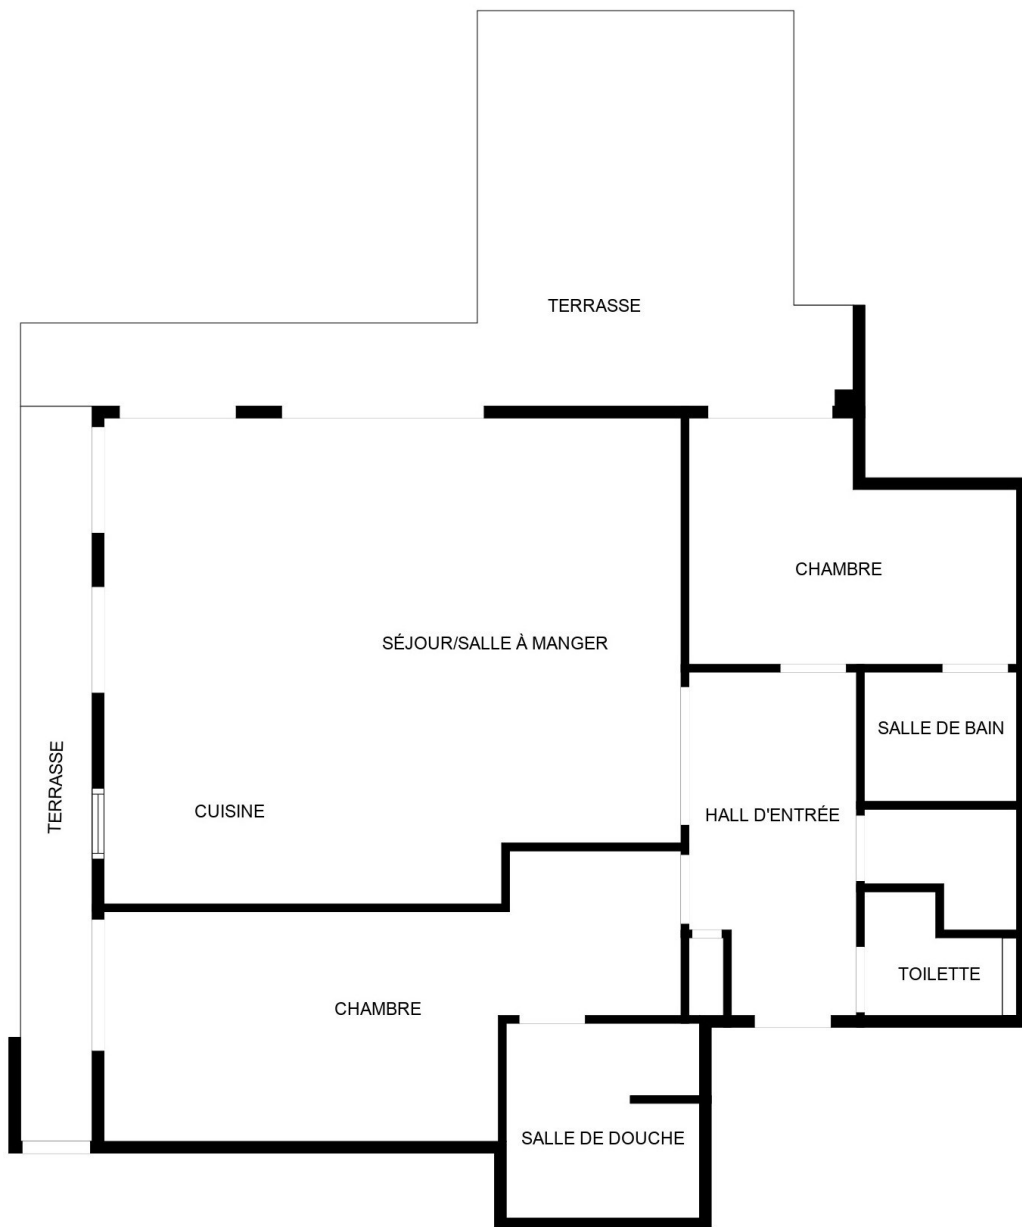 TERRASSE
CHAMBRE
SÉJOUR/SALLE À MANGER
SALLE DE BAIN
TERRASSE
CUISINE
HALL D'ENTRÉE
TOILETTE
CHAMBRE
SALLE DE DOUCHE